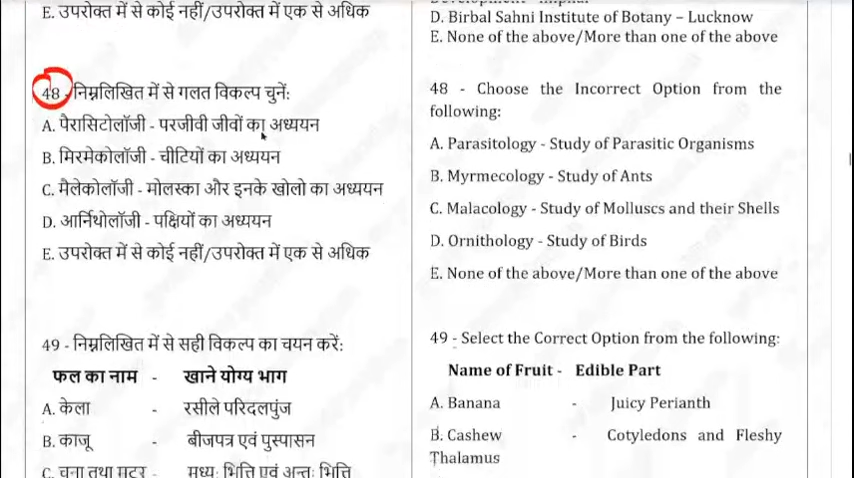 E. उपरोक्त में से कोई नहीं/उपरोक्त में एक से अधिक
48 - निम्नलिखित में से गलत विकल्प चुनें:
A. पैरासिटोलॉजी - परजीवी जीवों का अध्ययन
B. मिरमेकोलॉजी - चीटियों का अध्ययन
C. मैलेकोलॉजी - मोलस्का और इनके खोलो का अध्ययन
D. आर्निथोलॉजी - पक्षियों का अध्ययन
E. उपरोक्त में से कोई नहीं/उपरोक्त में एक से अधिक
49 - निम्नलिखित में से सही विकल्प का चयन करें:
फल का नाम - खाने योग्य भाग
A. केला - रसीले परिदलपुंज
B. काजू - बीजपत्र एवं पुस्पासन
C. चना तथा मटर - मध्यः भित्ति एवं अन्तः भित्ति
D. Birbal Sahni Institute of Botany – Lucknow
E. None of the above/More than one of the above
48 - Choose the Incorrect Option from the
following:
A. Parasitology - Study of Parasitic Organisms
B. Myrmecology - Study of Ants
C. Malacology - Study of Molluscs and their Shells
D. Ornithology - Study of Birds
E. None of the above/More than one of the above
49 - Select the Correct Option from the following:
Name of Fruit - Edible Part
A. Banana - Juicy Perianth
B. Cashew - Cotyledons and Fleshy
Thalamus